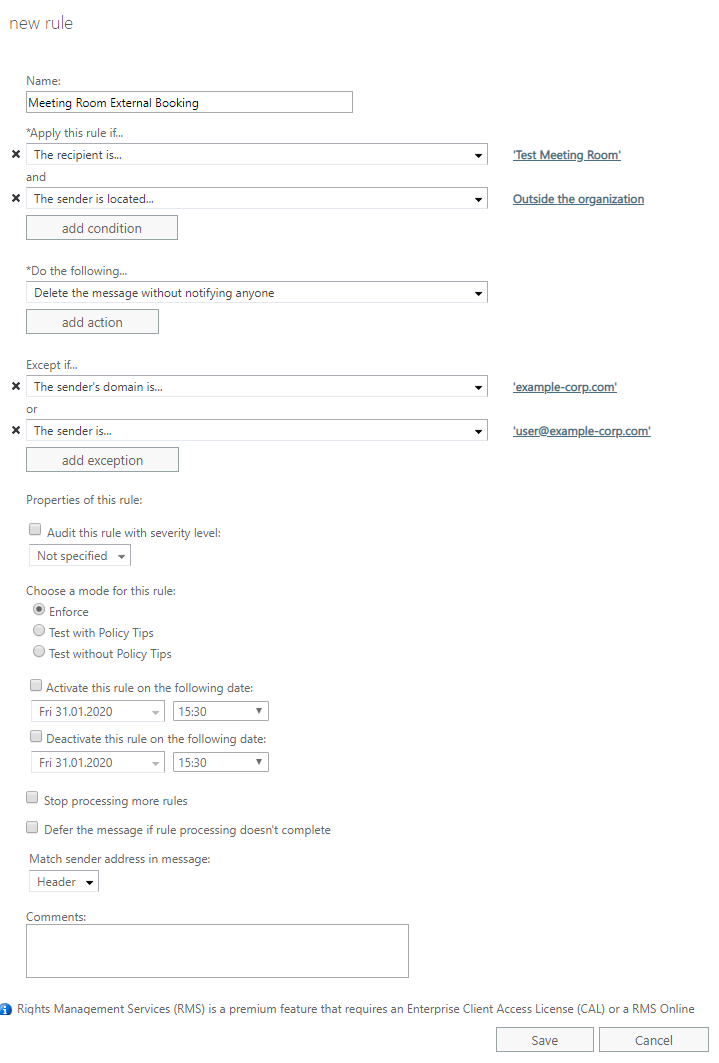 new rule
Name:
Meeting Room External Booking
*Apply this rule if...
The recipient is...
'Test Meeting Room'
and
The sender is located...
Outside the organization
add condition
*Do the following...
Delete the message without notifying anyone
add action
Except if...
The sender's domain is...
'example-corp.com'
or
The sender is...
'user@example-corp.com'
add exception
Properties of this rule:
Audit this rule with severity level:
Not specified
Choose a mode for this rule:
Enforce
Test with Policy Tips
Test without Policy Tips
Activate this rule on the following date:
Fri 31.01.2020 15:30
Deactivate this rule on the following date:
Fri 31.01.2020 15:30
Stop processing more rules
Defer the message if rule processing doesn't complete
Match sender address in message:
Header
Comments:
Rights Management Services (RMS) is a premium feature that requires an Enterprise Client Access License (CAL) or a RMS Online
Save Cancel